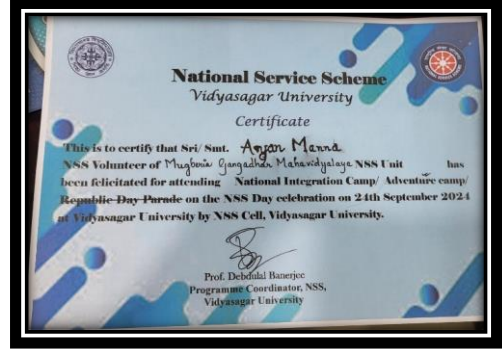 National Service Scheme
Vidyasagar University
Certificate
This is to certify that Sri/ Smt. Anjan Manna
NSS Volunteer of Mugberia Gangadhar Mahavidyalaya NSS Unit has
been felicitated for attending National Integration Camp/ Adventure camp/
Republic Day Parade on the NSS Day celebration on 24th September 2024
at Vidyasagar University by NSS Cell, Vidyasagar University.
Prof. Debdulal Banerjee
Programme Coordinator, NSS,
Vidyasagar University